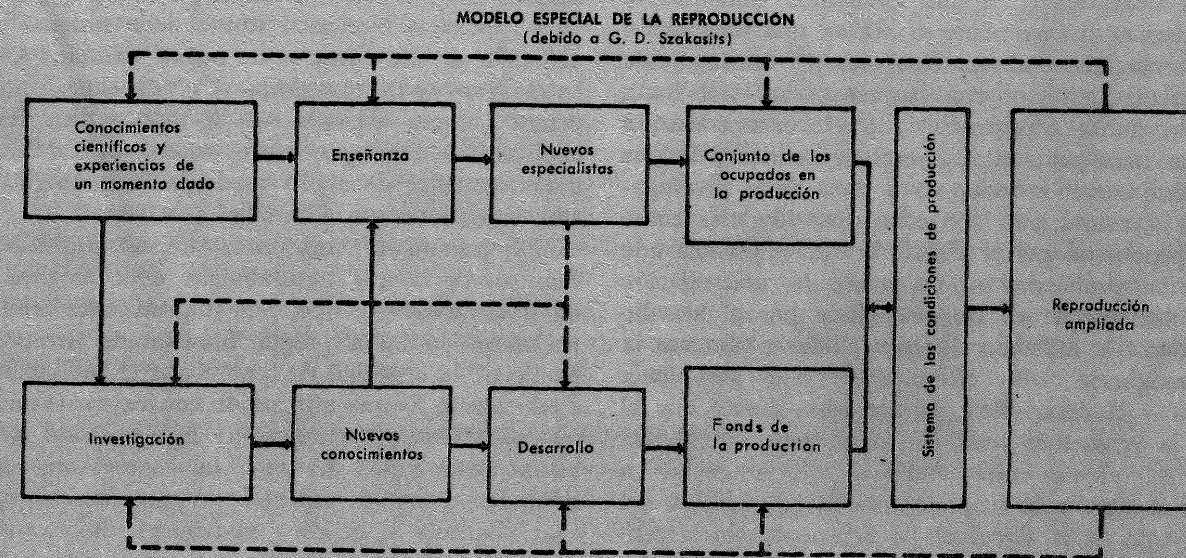 MODELO ESPECIAL DE LA REPRODUCCIÓN
(debido a G. D. Szakasits)
Conocimientos
científicos y
experiencias de
un momento dado
Enseñanza
Nuevos
especialistas
Conjunto de los
ocupados en
la producción
Sistema de las condiciones de producción
Reproducción
ampliada
Investigación
Nuevos
conocimientos
Desarrollo
Fonds de
la production